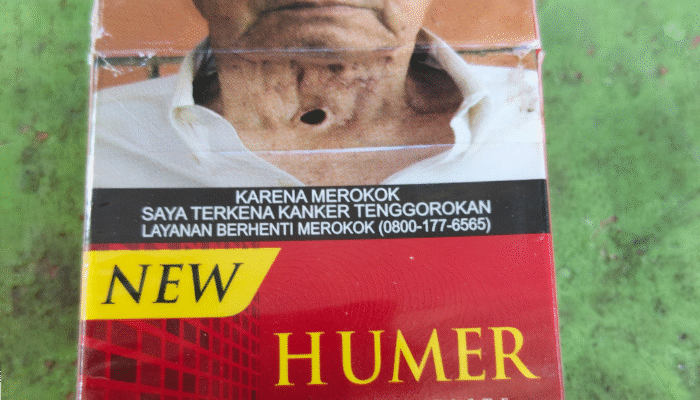 KARENA MEROKOK
SAYA TERKENA KANKER TENGGOROKAN
LAYANAN BERHENTI MEROKOK (0800-177-6565)
NEW
HUMER